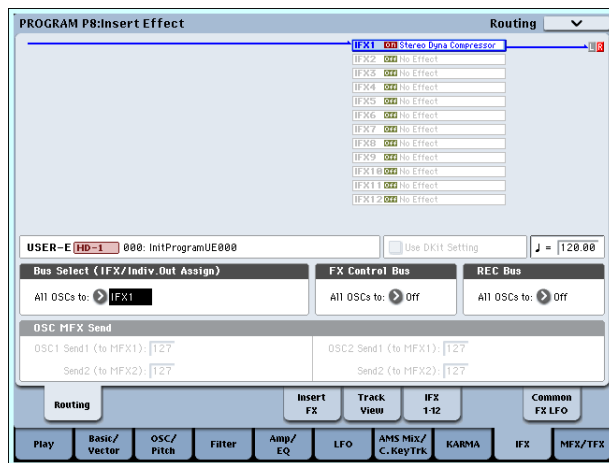 PROGRAM P8:Insert Effect Routing
IFX1 On Stereo Dyna Compressor L R
IFX2 Off No Effect
IFX3 Off No Effect
IFX4 Off No Effect
IFX5 Off No Effect
IFX6 Off No Effect
IFX7 Off No Effect
IFX8 Off No Effect
IFX9 Off No Effect
IFX10 Off No Effect
IFX11 Off No Effect
IFX12 Off No Effect
USER-E HD-1 000: InitProgramUE000 Use DKit Setting ♩ = 120.00
Bus Select (IFX/Indiv.Out Assign) FX Control Bus REC Bus
All OSCs to: IFX1 All OSCs to: Off All OSCs to: Off
OSC MFX Send
OSC1 Send1 (to MFX1): 127 OSC2 Send1 (to MFX1): 127
Send2 (to MFX2): 127 Send2 (to MFX2): 127
Routing Insert FX Track View IFX 1-12 Common FX LFO
Play Basic/Vector OSC/Pitch Filter Amp/EQ LFO AMS Mix/C.KeyTrk KARMA IFX MFX/TFX